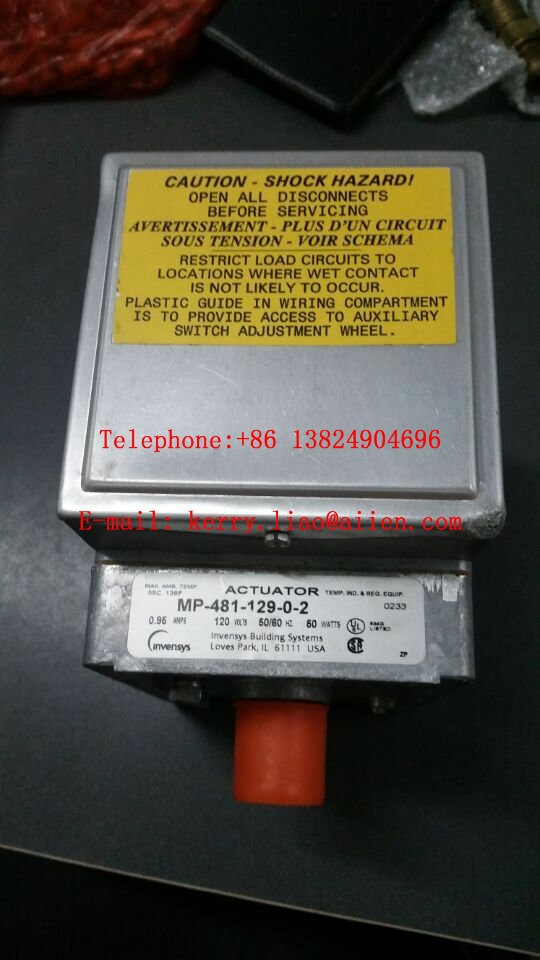 CAUTION - SHOCK HAZARD!
OPEN ALL DISCONNECTS
BEFORE SERVICING
AVERTISSEMENT - PLUS D'UN CIRCUIT
SOUS TENSION - VOIR SCHEMA
RESTRICT LOAD CIRCUITS TO
LOCATIONS WHERE WET CONTACT
IS NOT LIKELY TO OCCUR.
PLASTIC GUIDE IN WIRING COMPARTMENT
IS TO PROVIDE ACCESS TO AUXILIARY
SWITCH ADJUSTMENT WHEEL.
Telephone:+86 13824904696
E-mail: kerry.liao@aiien.com
MAX. AMB. TEMP. ACTUATOR TEMP. IND. & REG. EQUIP.
136F MP-481-129-0-2 0233
0.96 AMPS 120 VOLTS 50/60 HZ. 60 WATTS UL LISTED
invensys Invensys Building Systems
Loves Park, IL 61111 USA
ZP